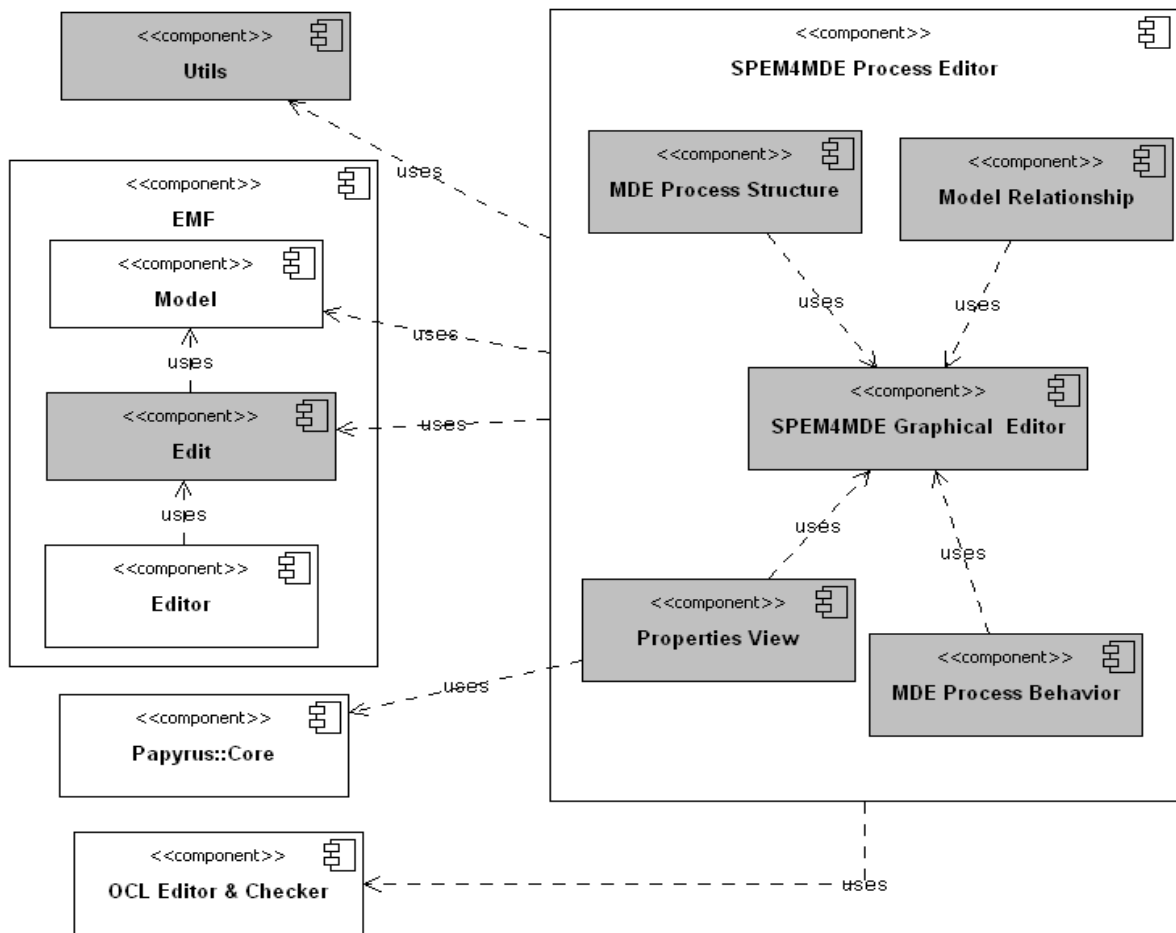 <<component>>
Utils
<<component>>
SPEM4MDE Process Editor
uses
<<component>>
MDE Process Structure
<<component>>
Model Relationship
<<component>>
EMF
<<component>>
Model
uses
uses
uses
uses
<<component>>
Edit
uses
<<component>>
SPEM4MDE Graphical Editor
uses
<<component>>
Editor
uses
uses
<<component>>
Properties View
<<component>>
MDE Process Behavior
uses
<<component>>
Papyrus::Core
<<component>>
OCL Editor & Checker
uses